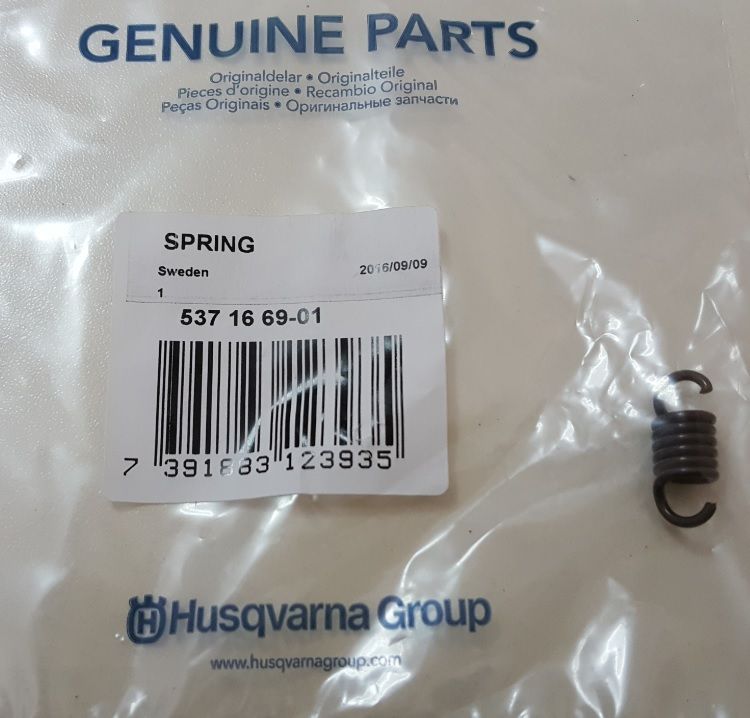 GENUINE PARTS
Originaldelar • Originalteile
Pieces d'origine • Recambio Original
Peças Originais • Оригинальные запчасти
SPRING
Sweden 2016/09/09
1
537 16 69-01
7 391883 123935
Husqvarna Group
www.husqvarnagroup.com